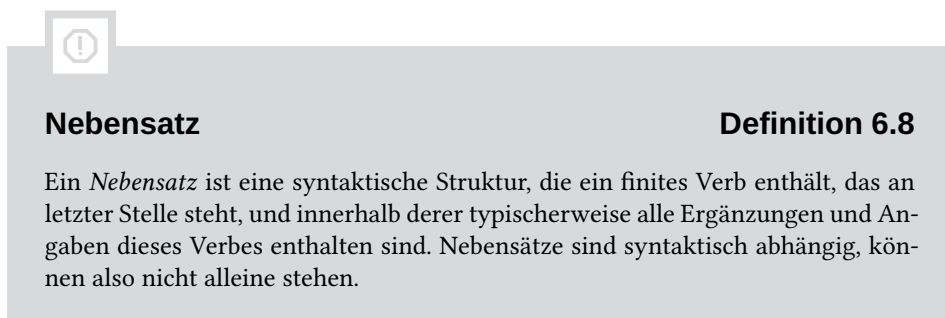 Nebensatz Definition 6.8
Ein Nebensatz ist eine syntaktische Struktur, die ein finites Verb enthält, das an
letzter Stelle steht, und innerhalb derer typischerweise alle Ergänzungen und An-
gaben dieses Verbes enthalten sind. Nebensätze sind syntaktisch abhängig, kön-
nen also nicht alleine stehen.